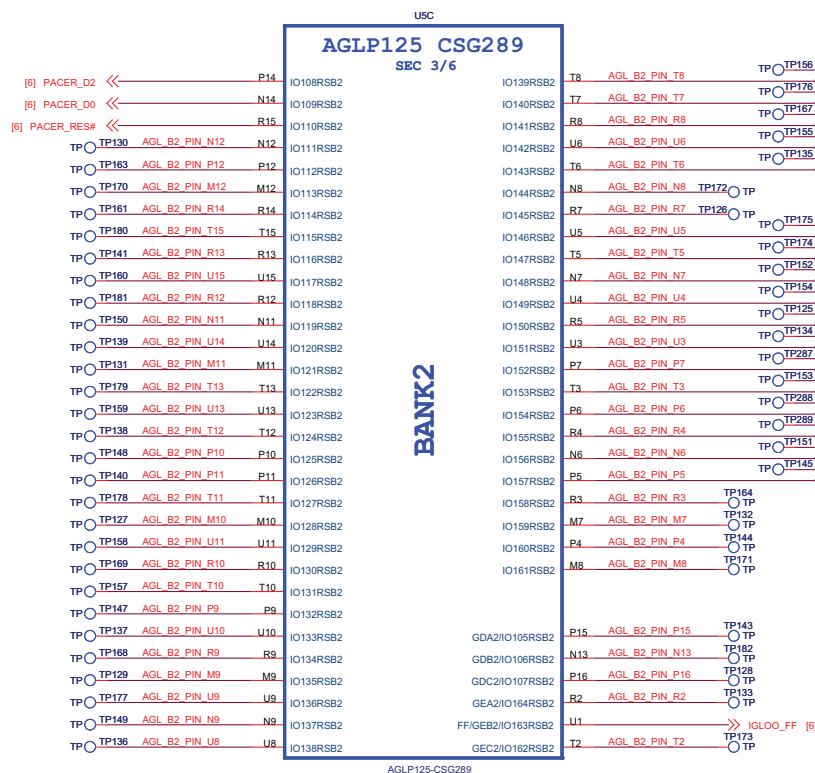 U5C
AGLP125 CSG289
SEC 3/6
BANK2
[6] PACER_D2 P14 IO108RSB2
[6] PACER_D0 N14 IO109RSB2
[6] PACER_RES# R15 IO110RSB2
TP TP130 AGL_B2_PIN_N12 N12 IO111RSB2
TP TP163 AGL_B2_PIN_P12 P12 IO112RSB2
TP TP170 AGL_B2_PIN_M12 M12 IO113RSB2
TP TP161 AGL_B2_PIN_R14 R14 IO114RSB2
TP TP180 AGL_B2_PIN_T15 T15 IO115RSB2
TP TP141 AGL_B2_PIN_R13 R13 IO116RSB2
TP TP160 AGL_B2_PIN_U15 U15 IO117RSB2
TP TP181 AGL_B2_PIN_R12 R12 IO118RSB2
TP TP150 AGL_B2_PIN_N11 N11 IO119RSB2
TP TP139 AGL_B2_PIN_U14 U14 IO120RSB2
TP TP131 AGL_B2_PIN_M11 M11 IO121RSB2
TP TP179 AGL_B2_PIN_T13 T13 IO122RSB2
TP TP159 AGL_B2_PIN_U13 U13 IO123RSB2
TP TP138 AGL_B2_PIN_T12 T12 IO124RSB2
TP TP148 AGL_B2_PIN_P10 P10 IO125RSB2
TP TP140 AGL_B2_PIN_P11 P11 IO126RSB2
TP TP178 AGL_B2_PIN_T11 T11 IO127RSB2
TP TP127 AGL_B2_PIN_M10 M10 IO128RSB2
TP TP158 AGL_B2_PIN_U11 U11 IO129RSB2
TP TP169 AGL_B2_PIN_R10 R10 IO130RSB2
TP TP157 AGL_B2_PIN_T10 T10 IO131RSB2
TP TP147 AGL_B2_PIN_P9 P9 IO132RSB2
TP TP137 AGL_B2_PIN_U10 U10 IO133RSB2
TP TP168 AGL_B2_PIN_R9 R9 IO134RSB2
TP TP129 AGL_B2_PIN_M9 M9 IO135RSB2
TP TP177 AGL_B2_PIN_U9 U9 IO136RSB2
TP TP149 AGL_B2_PIN_N9 N9 IO137RSB2
TP TP136 AGL_B2_PIN_U8 U8 IO138RSB2
IO139RSB2 T8 AGL_B2_PIN_T8 TP TP156
IO140RSB2 T7 AGL_B2_PIN_T7 TP TP176
IO141RSB2 R8 AGL_B2_PIN_R8 TP TP167
IO142RSB2 U6 AGL_B2_PIN_U6 TP TP155
IO143RSB2 T6 AGL_B2_PIN_T6 TP TP135
IO144RSB2 N8 AGL_B2_PIN_N8 TP172 TP
IO145RSB2 R7 AGL_B2_PIN_R7 TP126 TP
IO146RSB2 U5 AGL_B2_PIN_U5 TP TP175
IO147RSB2 T5 AGL_B2_PIN_T5 TP TP174
IO148RSB2 N7 AGL_B2_PIN_N7 TP TP152
IO149RSB2 U4 AGL_B2_PIN_U4 TP TP154
IO150RSB2 R5 AGL_B2_PIN_R5 TP TP125
IO151RSB2 U3 AGL_B2_PIN_U3 TP TP134
IO152RSB2 P7 AGL_B2_PIN_P7 TP TP287
IO153RSB2 T3 AGL_B2_PIN_T3 TP TP153
IO154RSB2 P6 AGL_B2_PIN_P6 TP TP288
IO155RSB2 R4 AGL_B2_PIN_R4 TP TP289
IO156RSB2 N6 AGL_B2_PIN_N6 TP TP151
IO157RSB2 P5 AGL_B2_PIN_P5 TP TP145
IO158RSB2 R3 AGL_B2_PIN_R3 TP164 TP
IO159RSB2 M7 AGL_B2_PIN_M7 TP132 TP
IO160RSB2 P4 AGL_B2_PIN_P4 TP144 TP
IO161RSB2 M8 AGL_B2_PIN_M8 TP171 TP
GDA2/IO105RSB2 P15 AGL_B2_PIN_P15 TP143 TP
GDB2/IO106RSB2 N13 AGL_B2_PIN_N13 TP182 TP
GDC2/IO107RSB2 P16 AGL_B2_PIN_P16 TP128 TP
GEA2/IO164RSB2 R2 AGL_B2_PIN_R2 TP133 TP
FF/GEB2/IO163RSB2 U1 IGLOO_FF [6]
GEC2/IO162RSB2 T2 AGL_B2_PIN_T2 TP173 TP
AGLP125-CSG289